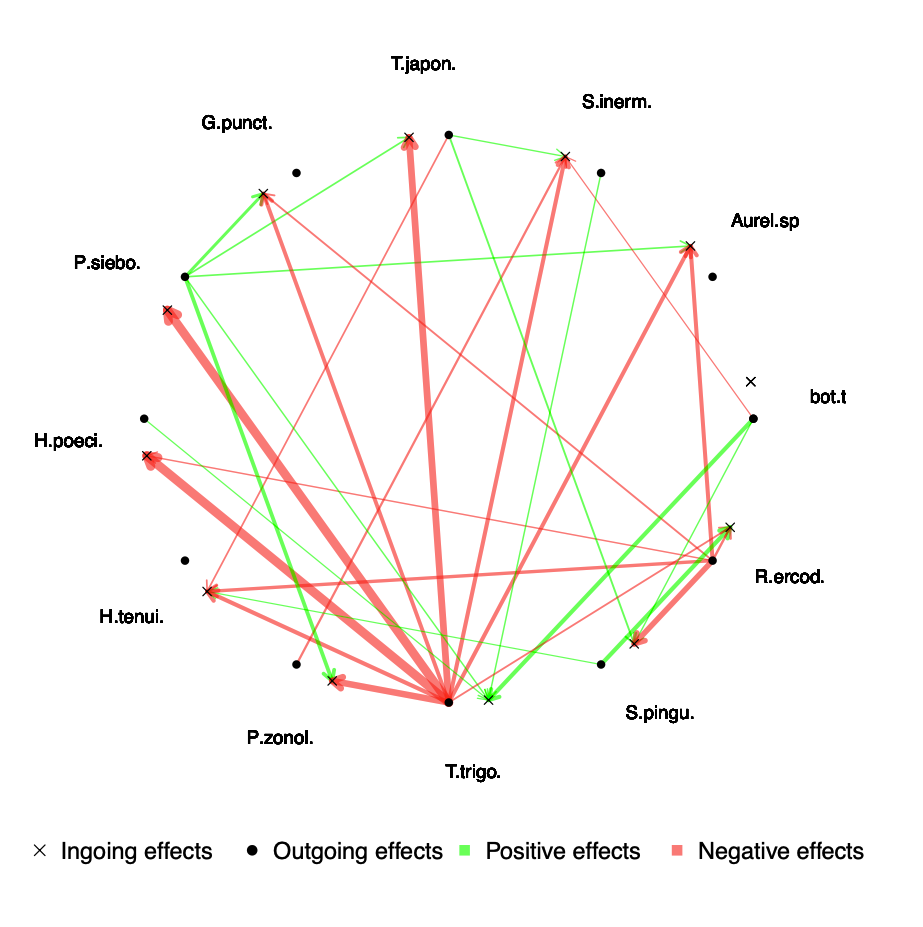 T.japon.
S.inerm.
G.punct.
Aurel.sp
P.siebo.
bot.t
H.poeci.
R.ercod.
H.tenui.
S.pingu.
P.zonol.
T.trigo.
Ingoing effects Outgoing effects Positive effects Negative effects